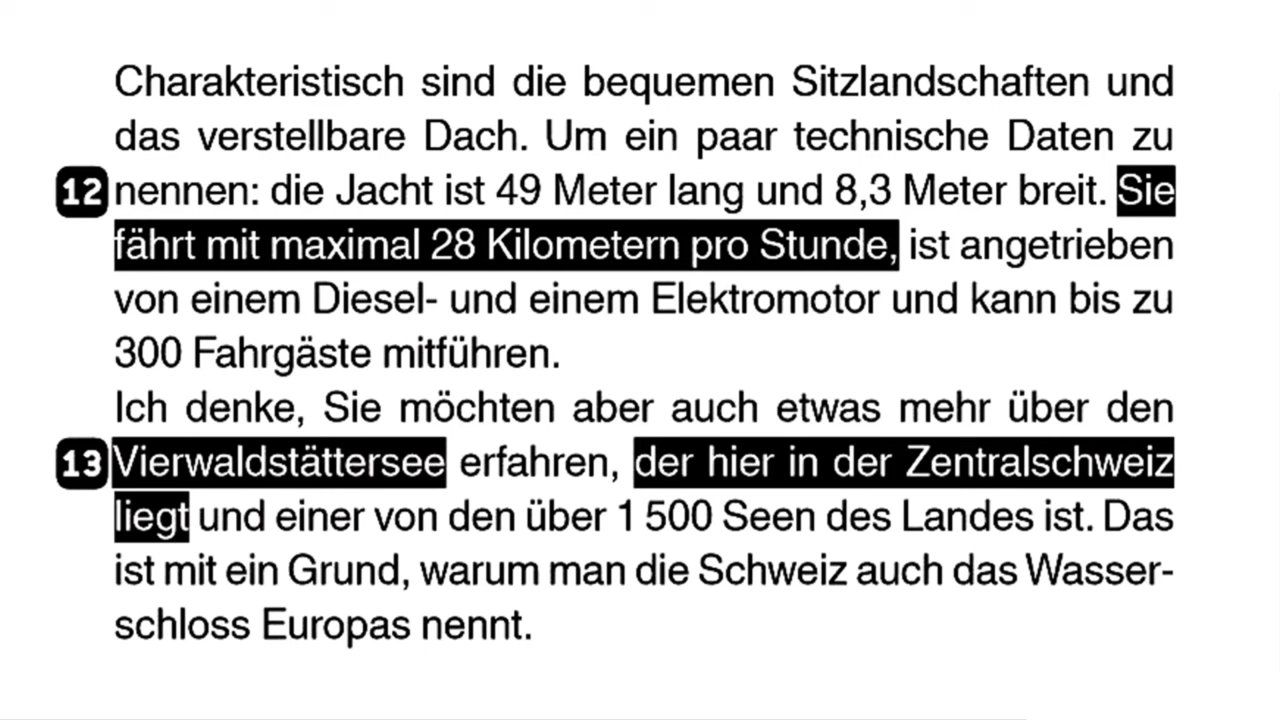 Charakteristisch sind die bequemen Sitzlandschaften und
das verstellbare Dach. Um ein paar technische Daten zu
12 nennen: die Jacht ist 49 Meter lang und 8,3 Meter breit. Sie
fährt mit maximal 28 Kilometern pro Stunde, ist angetrieben
von einem Diesel- und einem Elektromotor und kann bis zu
300 Fahrgäste mitführen.
Ich denke, Sie möchten aber auch etwas mehr über den
13 Vierwaldstättersee erfahren, der hier in der Zentralschweiz
liegt und einer von den über 1 500 Seen des Landes ist. Das
ist mit ein Grund, warum man die Schweiz auch das Wasser-
schloss Europas nennt.